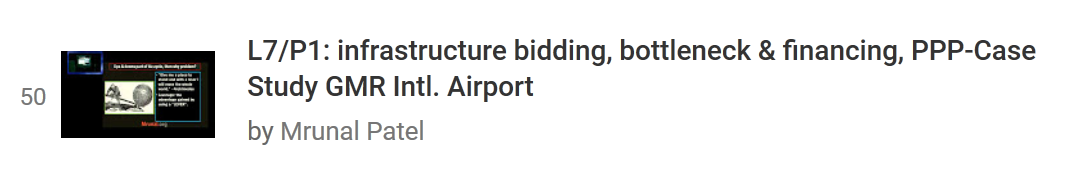 50
L7/P1: infrastructure bidding, bottleneck & financing, PPP-Case
Study GMR Intl. Airport
by Mrunal Patel